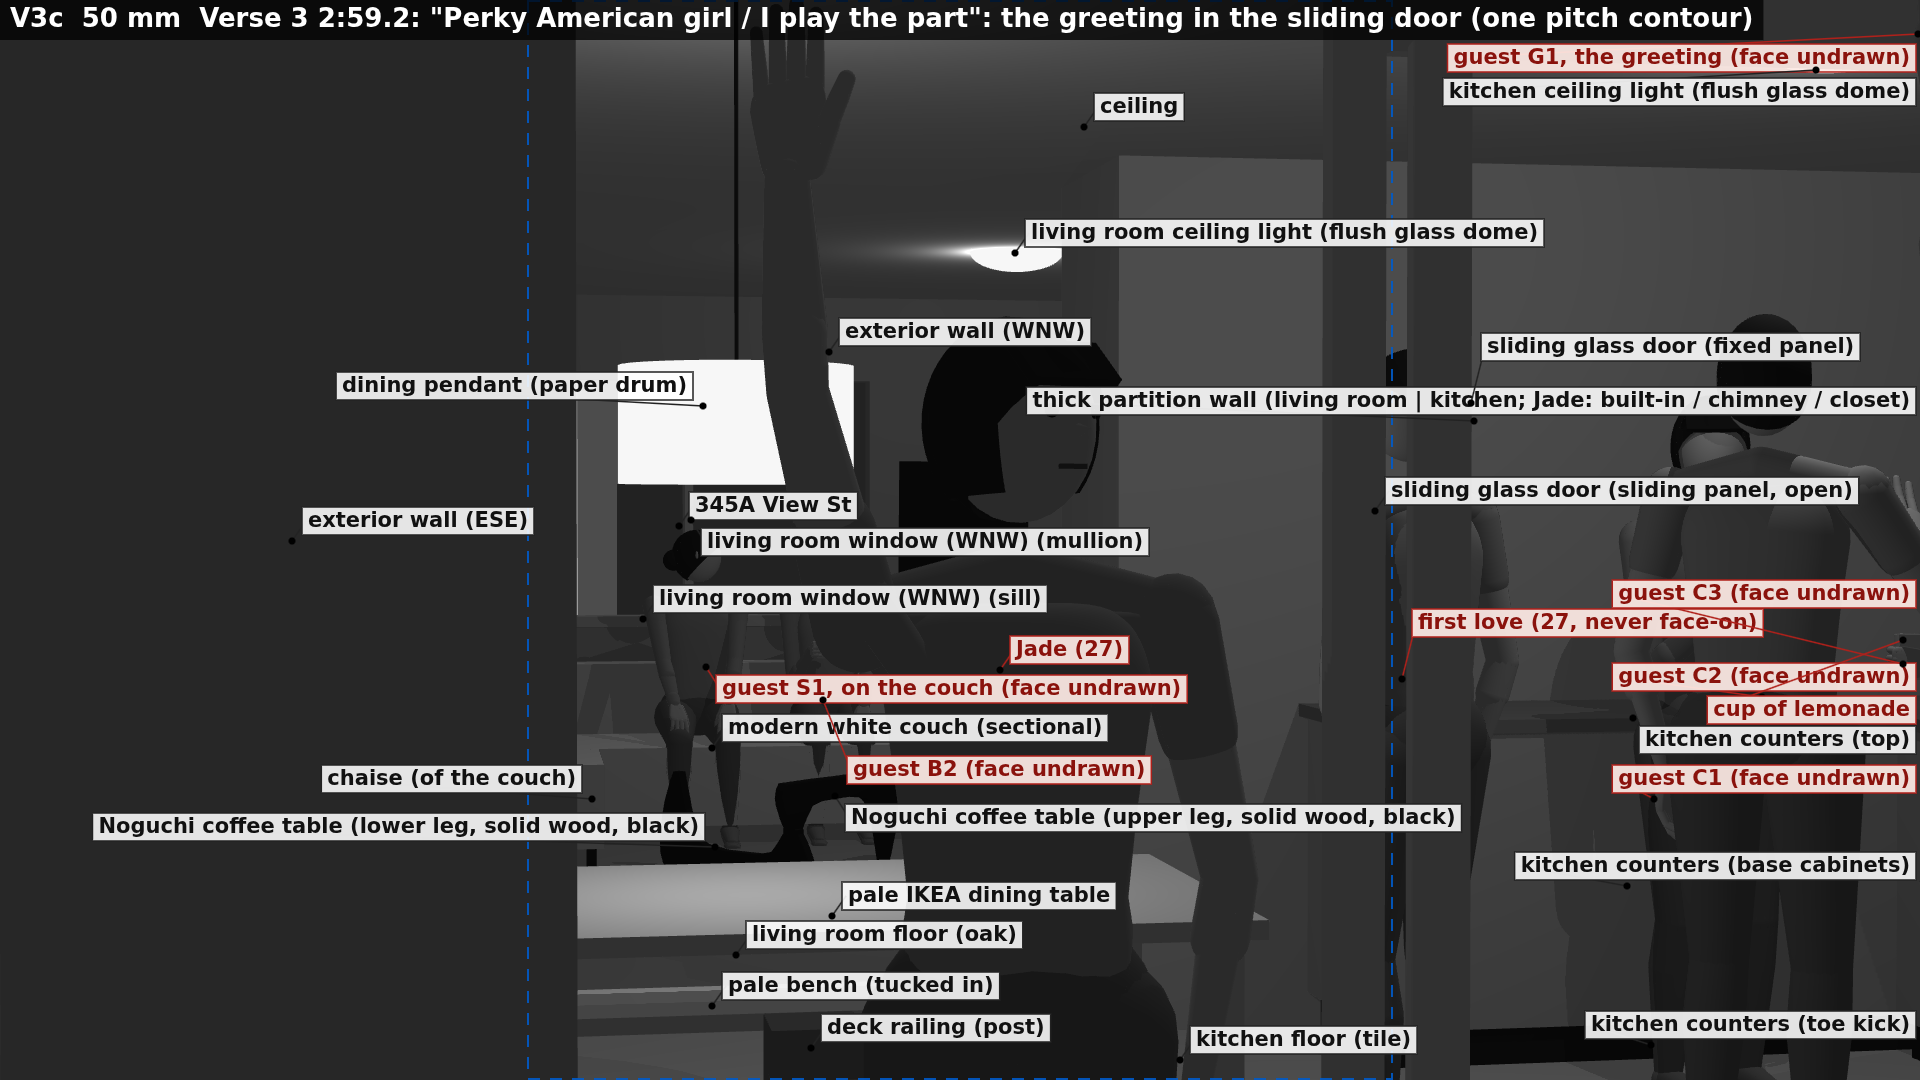 V3c 50 mm Verse 3 2:59.2: "Perky American girl / I play the part": the greeting in the sliding door (one pitch contour)
guest G1, the greeting (face undrawn)
kitchen ceiling light (flush glass dome)
ceiling
living room ceiling light (flush glass dome)
exterior wall (WNW)
sliding glass door (fixed panel)
dining pendant (paper drum)
thick partition wall (living room | kitchen; Jade: built-in / chimney / closet)
sliding glass door (sliding panel, open)
345A View St
exterior wall (ESE)
living room window (WNW) (mullion)
living room window (WNW) (sill)
guest C3 (face undrawn)
first love (27, never face-on)
Jade (27)
guest C2 (face undrawn)
guest S1, on the couch (face undrawn)
cup of lemonade
modern white couch (sectional)
kitchen counters (top)
guest B2 (face undrawn)
chaise (of the couch)
guest C1 (face undrawn)
Noguchi coffee table (upper leg, solid wood, black)
Noguchi coffee table (lower leg, solid wood, black)
kitchen counters (base cabinets)
pale IKEA dining table
living room floor (oak)
pale bench (tucked in)
kitchen counters (toe kick)
deck railing (post)
kitchen floor (tile)